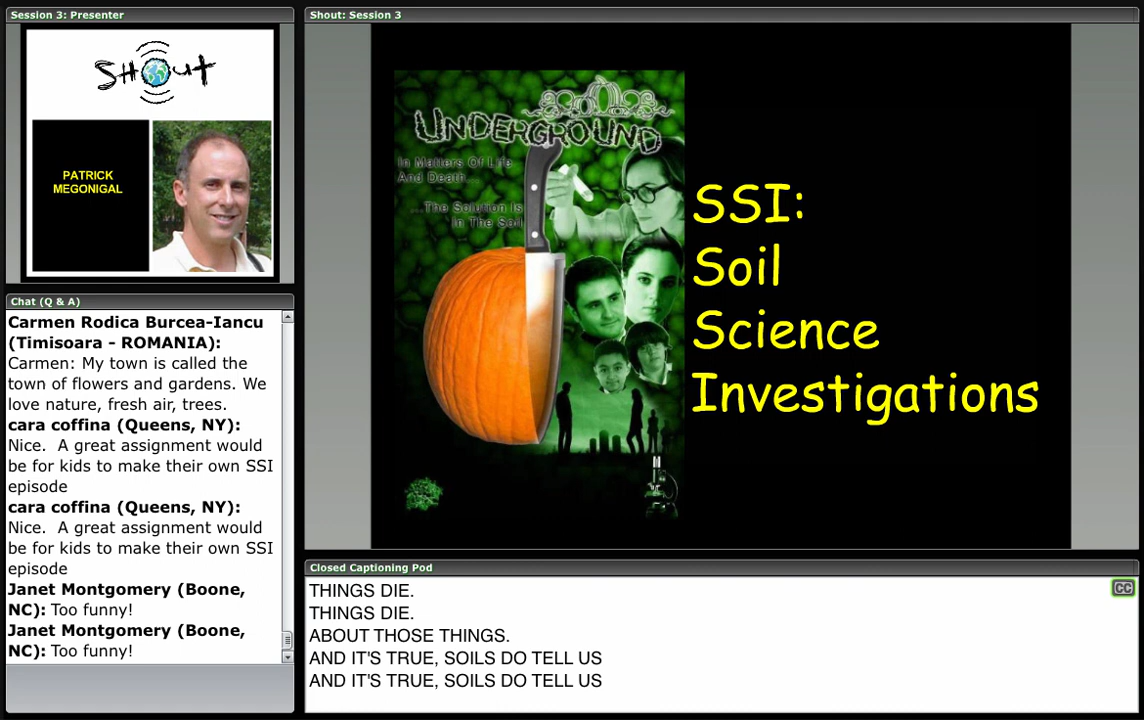 Session 3: Presenter
SHOut
PATRICK
MEGONIGAL
Chat (Q & A)
Carmen Rodica Burcea-Iancu
(Timisoara - ROMANIA):
Carmen: My town is called the
town of flowers and gardens. We
love nature, fresh air, trees.
cara coffina (Queens, NY):
Nice.  A great assignment would
be for kids to make their own SSI
episode
cara coffina (Queens, NY):
Nice.  A great assignment would
be for kids to make their own SSI
episode
Janet Montgomery (Boone,
NC): Too funny!
Janet Montgomery (Boone,
NC): Too funny!
Shout: Session 3
UNDERGROUND
In Matters Of Life
And Death...
...The Solution Is
In The Soil
SSI:
Soil
Science
Investigations
Closed Captioning Pod
CC
THINGS DIE.
THINGS DIE.
ABOUT THOSE THINGS.
AND IT'S TRUE, SOILS DO TELL US
AND IT'S TRUE, SOILS DO TELL US